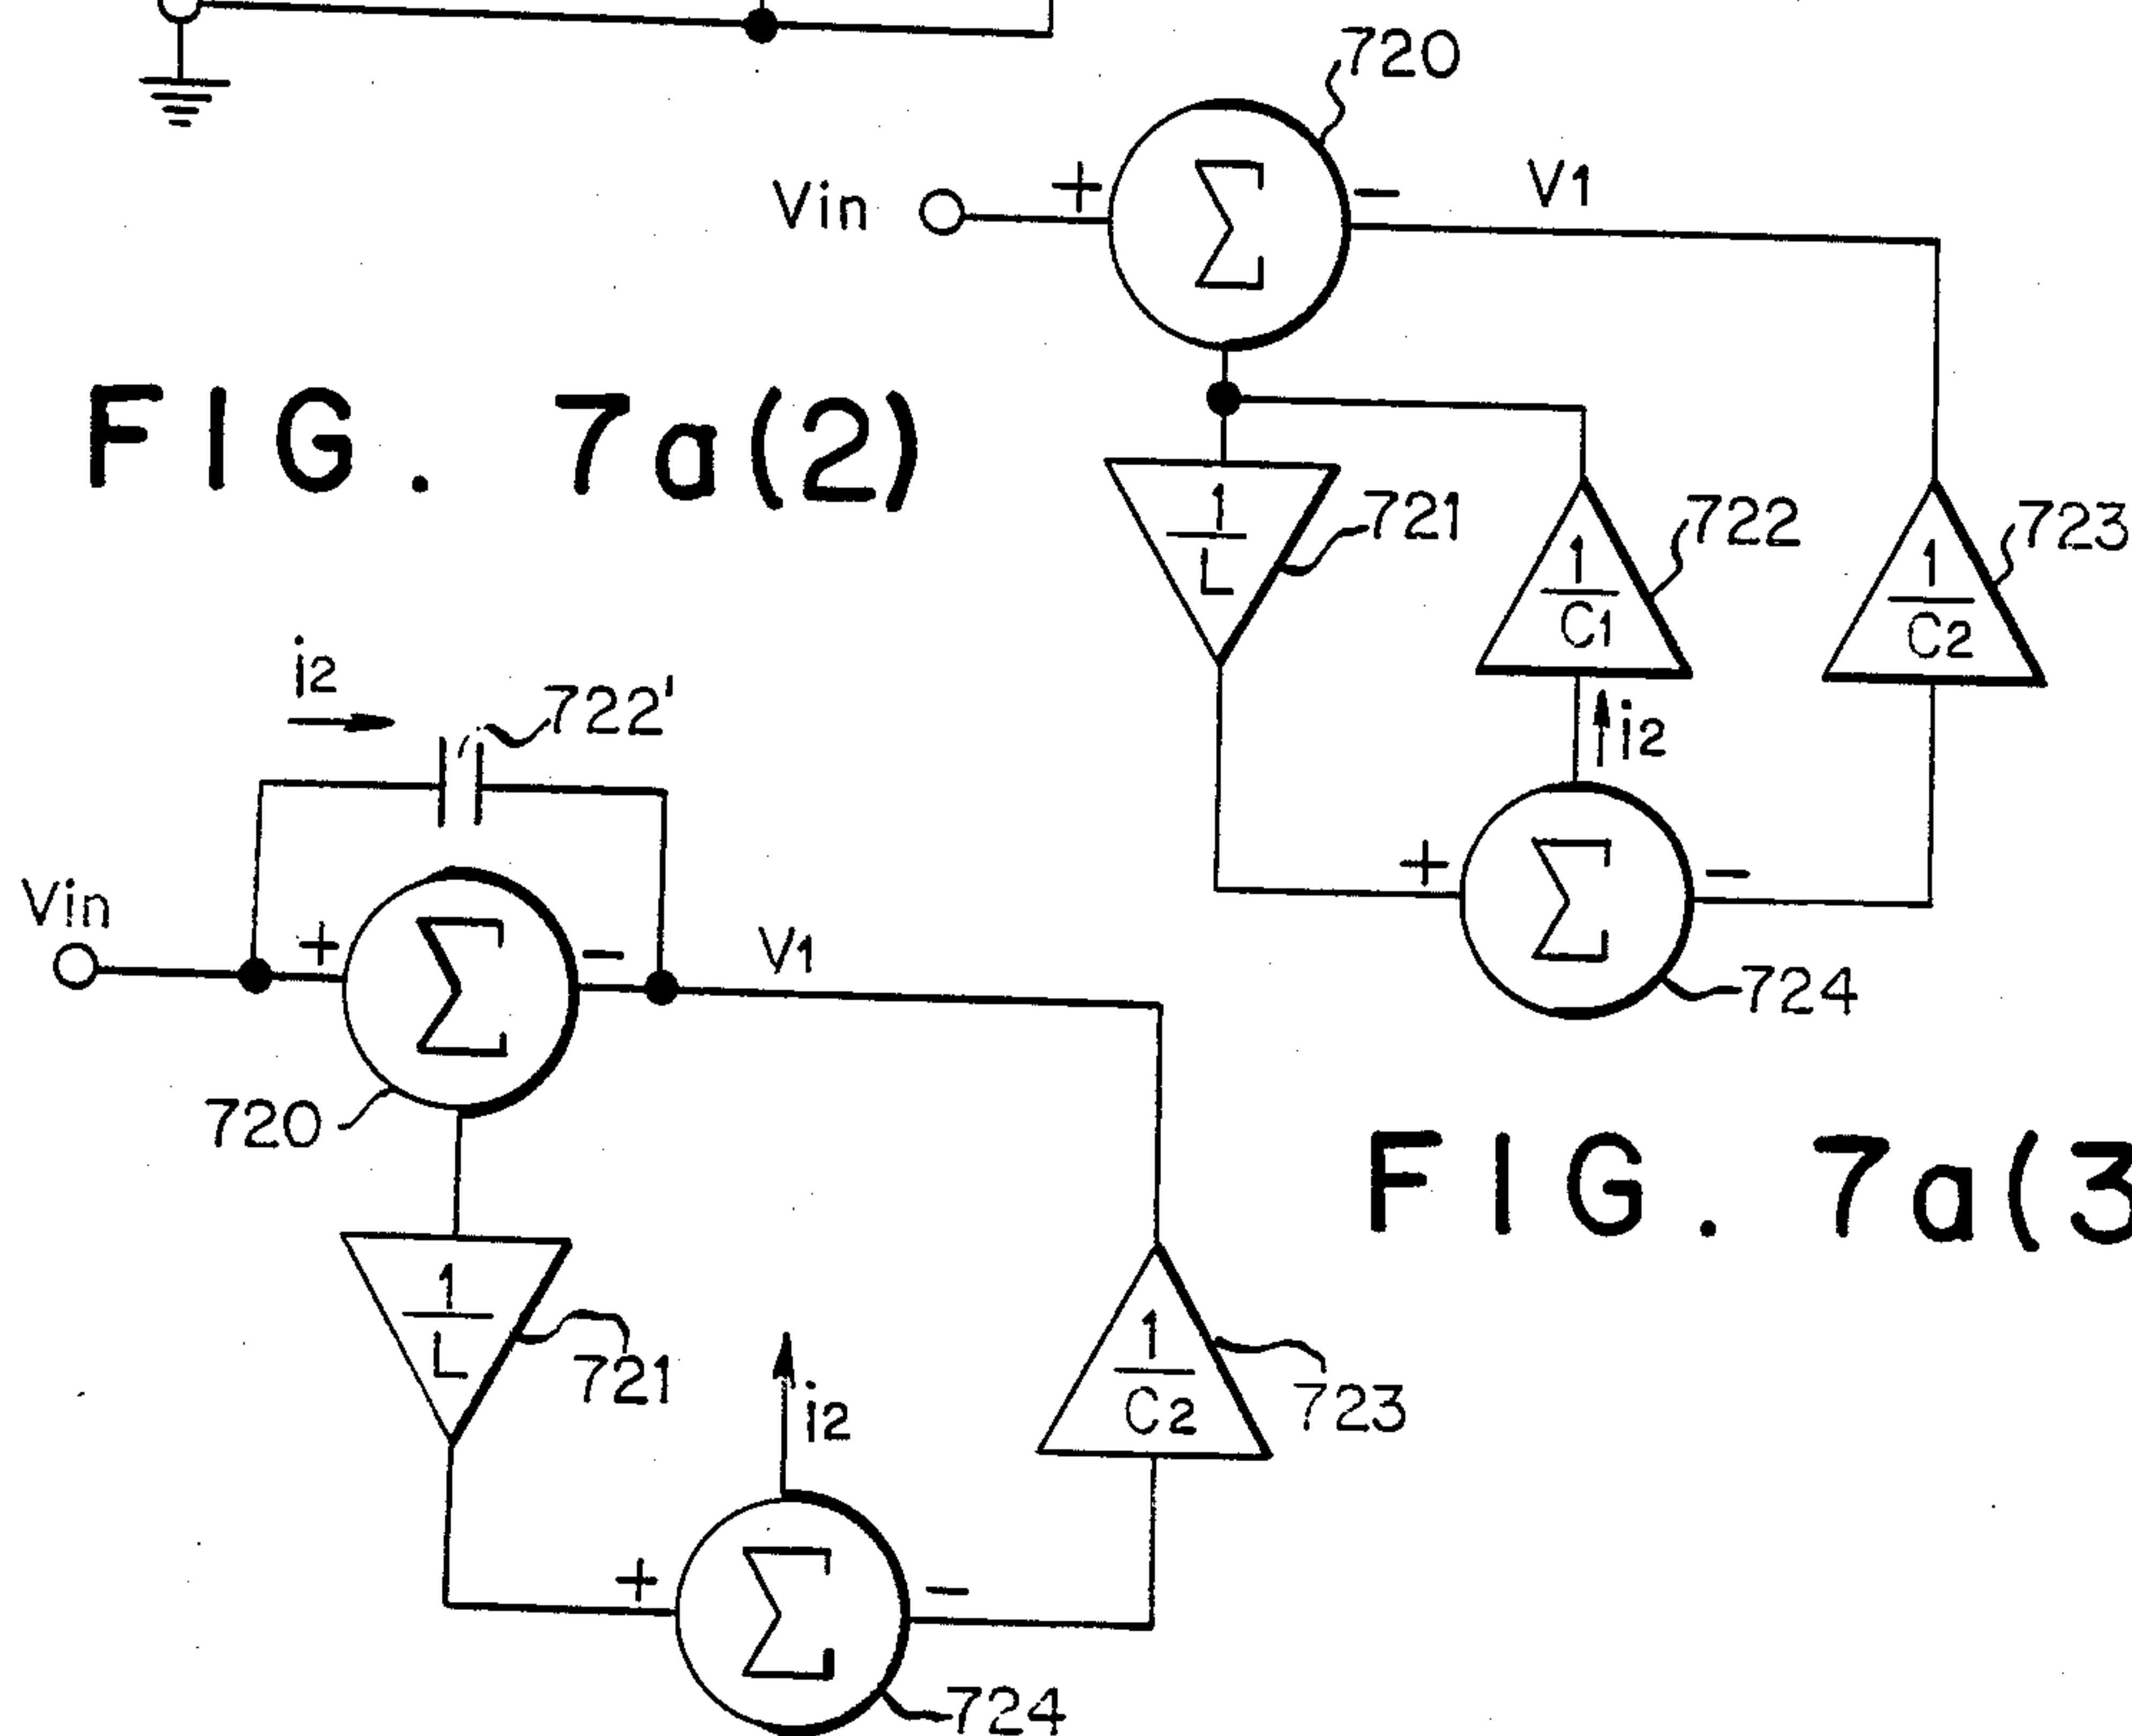 720
Vin + Σ − V1
FIG. 7a(2)
1
L
721
1
C1
722
1
C2
723
i2
+ Σ −
724
i2
722'
Vin + Σ − V1
720
FIG. 7a(3
1
L
721
i2
1
C2
723
+ Σ −
724